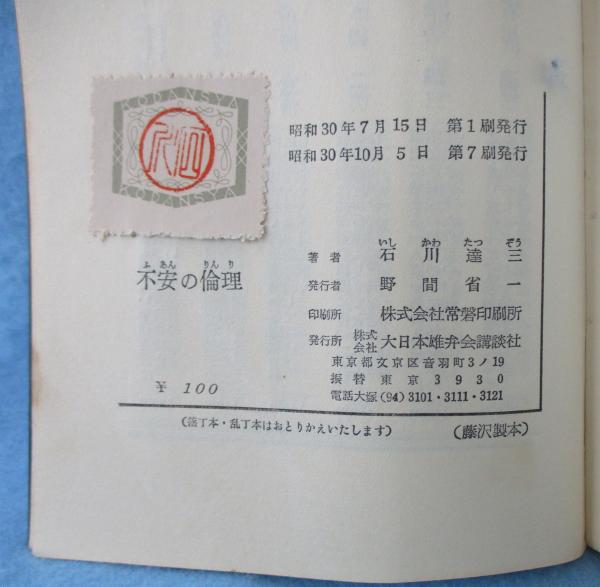 KODANSYA
KODANSYA
昭和30年7月15日 第1刷発行
昭和30年10月5日 第7刷発行
ふあん りんり
不安の倫理
¥ 100
いし かわ たつ ぞう
著者 石川達三
発行者 野間省一
印刷所 株式会社常磐印刷所
発行所 株式会社 大日本雄弁会講談社
東京都文京区音羽町3ノ19
振替東京3930
電話大塚(94)3101・3111・3121
(落丁本・乱丁本はおとりかえいたします)
(藤沢製本)